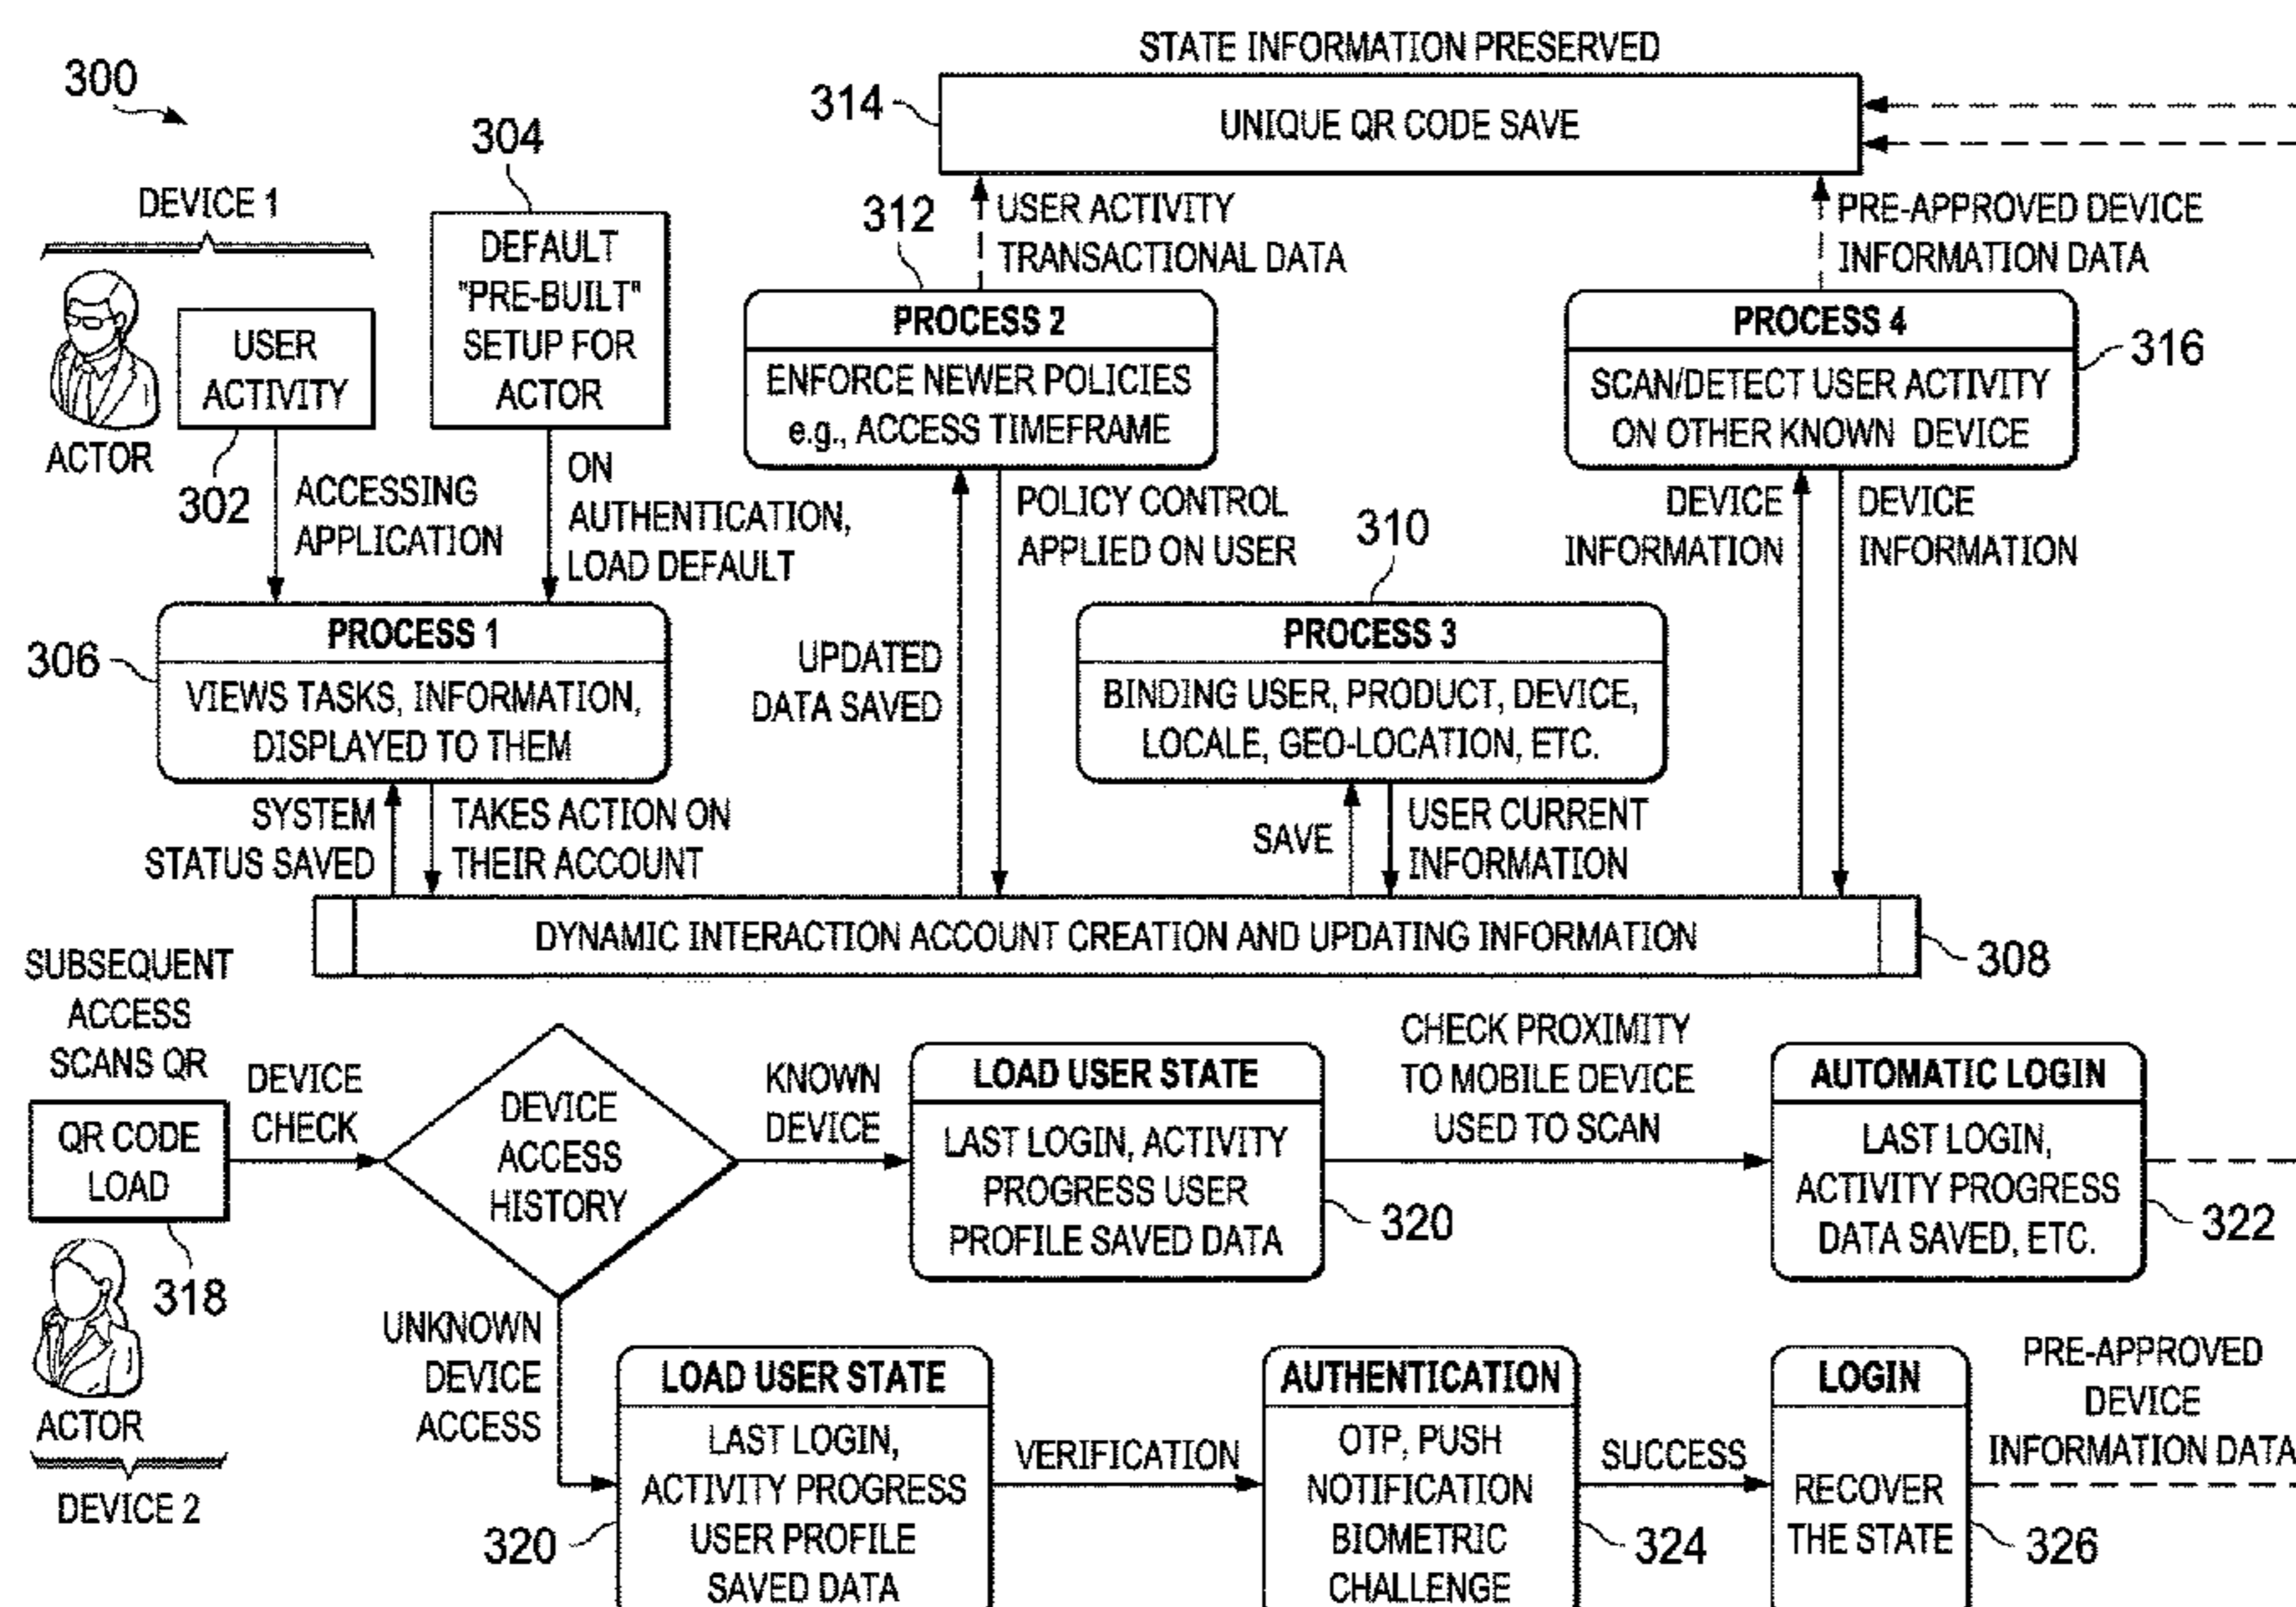 300
STATE INFORMATION PRESERVED
314
UNIQUE QR CODE SAVE
304
DEVICE 1
DEFAULT
"PRE-BUILT"
SETUP FOR
ACTOR
USER
ACTIVITY
ACTOR
302
ACCESSING
APPLICATION
ON
AUTHENTICATION,
LOAD DEFAULT
312
USER ACTIVITY
TRANSACTIONAL DATA
PROCESS 2
ENFORCE NEWER POLICIES
e.g., ACCESS TIMEFRAME
PRE-APPROVED DEVICE
INFORMATION DATA
PROCESS 4
SCAN/DETECT USER ACTIVITY
ON OTHER KNOWN DEVICE
316
POLICY CONTROL
APPLIED ON USER
310
DEVICE
INFORMATION
DEVICE
INFORMATION
306
PROCESS 1
VIEWS TASKS, INFORMATION,
DISPLAYED TO THEM
UPDATED
DATA SAVED
PROCESS 3
BINDING USER, PRODUCT, DEVICE,
LOCALE, GEO-LOCATION, ETC.
SYSTEM
STATUS SAVED
TAKES ACTION ON
THEIR ACCOUNT
SAVE
USER CURRENT
INFORMATION
DYNAMIC INTERACTION ACCOUNT CREATION AND UPDATING INFORMATION
308
SUBSEQUENT
ACCESS
SCANS QR
QR CODE
LOAD
318
ACTOR
DEVICE 2
DEVICE
CHECK
DEVICE
ACCESS
HISTORY
KNOWN
DEVICE
LOAD USER STATE
LAST LOGIN, ACTIVITY
PROGRESS USER
PROFILE SAVED DATA
320
CHECK PROXIMITY
TO MOBILE DEVICE
USED TO SCAN
AUTOMATIC LOGIN
LAST LOGIN,
ACTIVITY PROGRESS
DATA SAVED, ETC.
322
UNKNOWN
DEVICE
ACCESS
LOAD USER STATE
LAST LOGIN,
ACTIVITY PROGRESS
USER PROFILE
SAVED DATA
320
VERIFICATION
AUTHENTICATION
OTP, PUSH
NOTIFICATION
BIOMETRIC
CHALLENGE
324
SUCCESS
LOGIN
RECOVER
THE STATE
326
PRE-APPROVED
DEVICE
INFORMATION DATA